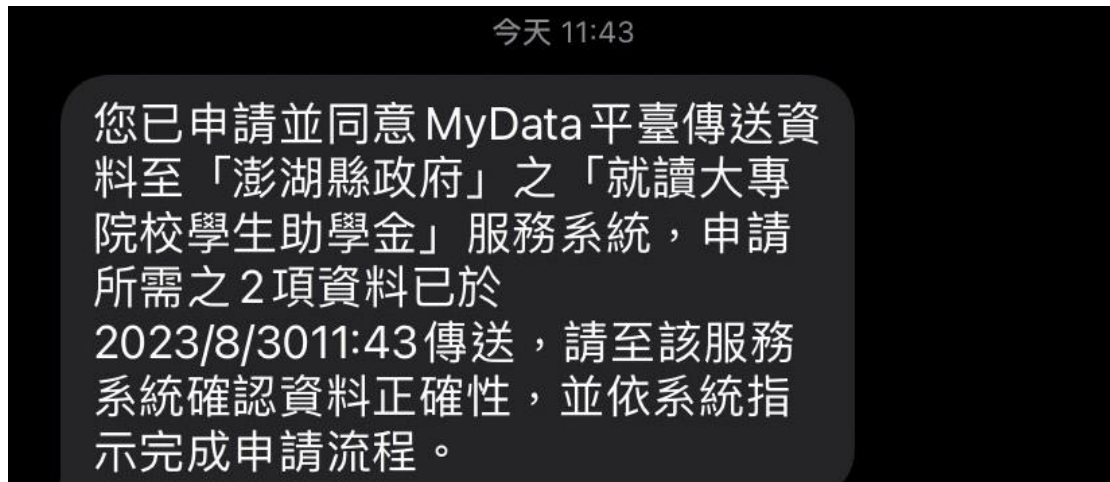 今天 11:43
您已申請並同意MyData平臺傳送資
料至「澎湖縣政府」之「就讀大專
院校學生助學金」服務系統，申請
所需之2項資料已於
2023/8/3011:43傳送，請至該服務
系統確認資料正確性，並依系統指
示完成申請流程。